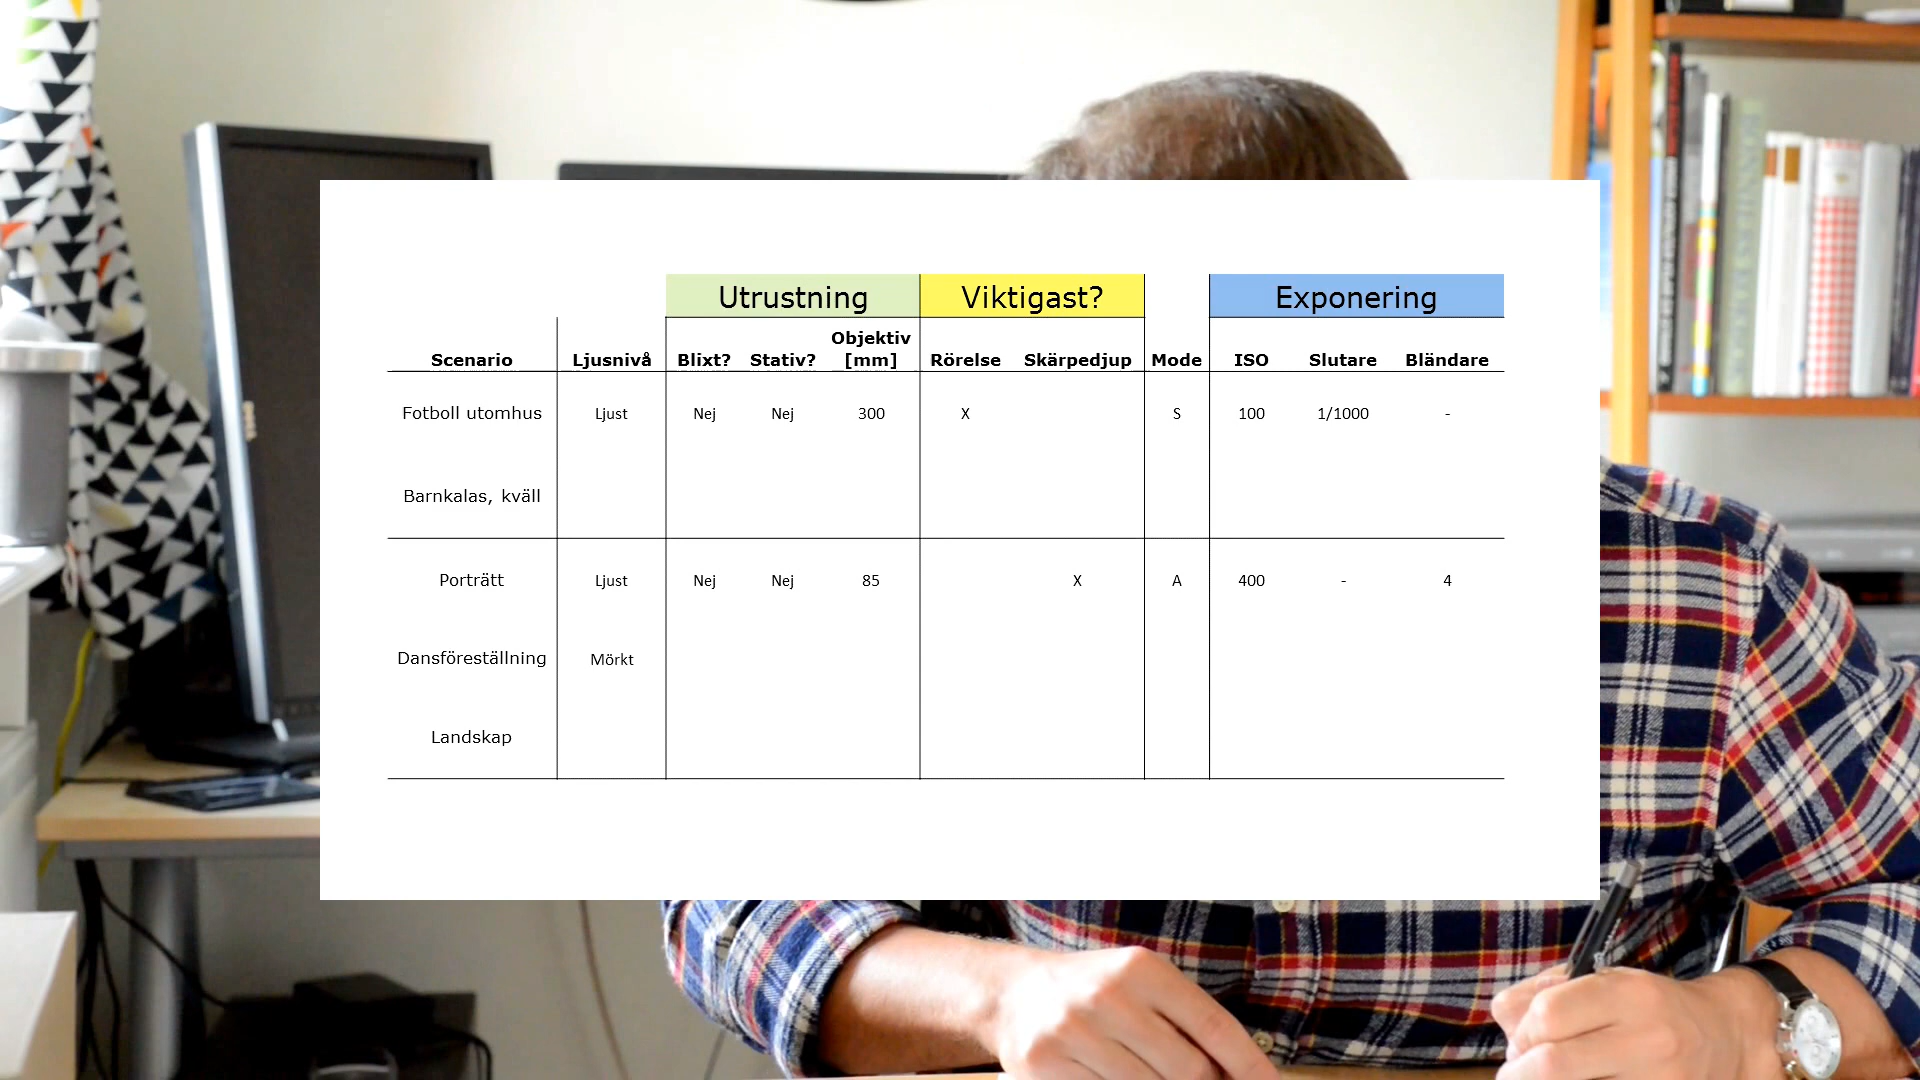 Utrustning Viktigast? Exponering
Scenario Ljusnivå Blixt? Stativ? Objektiv [mm] Rörelse Skärpedjup Mode ISO Slutare Bländare
Fotboll utomhus Ljust Nej Nej 300 X S 100 1/1000 -
Barnkalas, kväll
Porträtt Ljust Nej Nej 85 X A 400 - 4
Dansföreställning Mörkt
Landskap